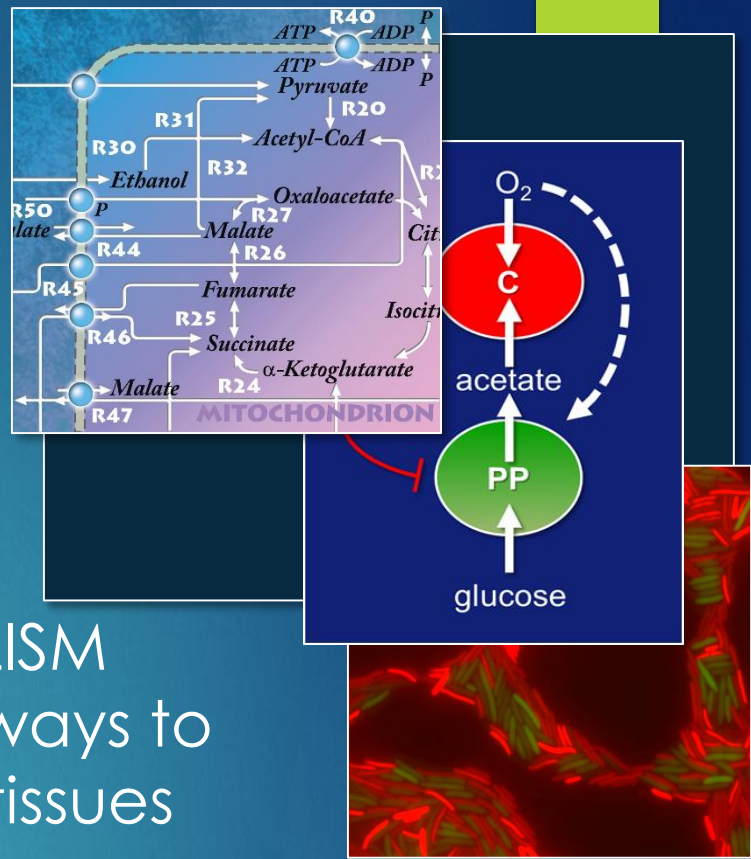 R40
P
ATP
ADP
ATP
ADP
P
Pyruvate
R31
R20
R30
Acetyl-CoA
R32
Ethanol
Oxaloacetate
R50
P
R27
Malate
R44
R26
R45
Fumarate
R46
R25
Succinate
α-Ketoglutarate
R24
Malate
R47
MITOCHONDRION
O2
C
acetate
PP
glucose
ways to
tissues